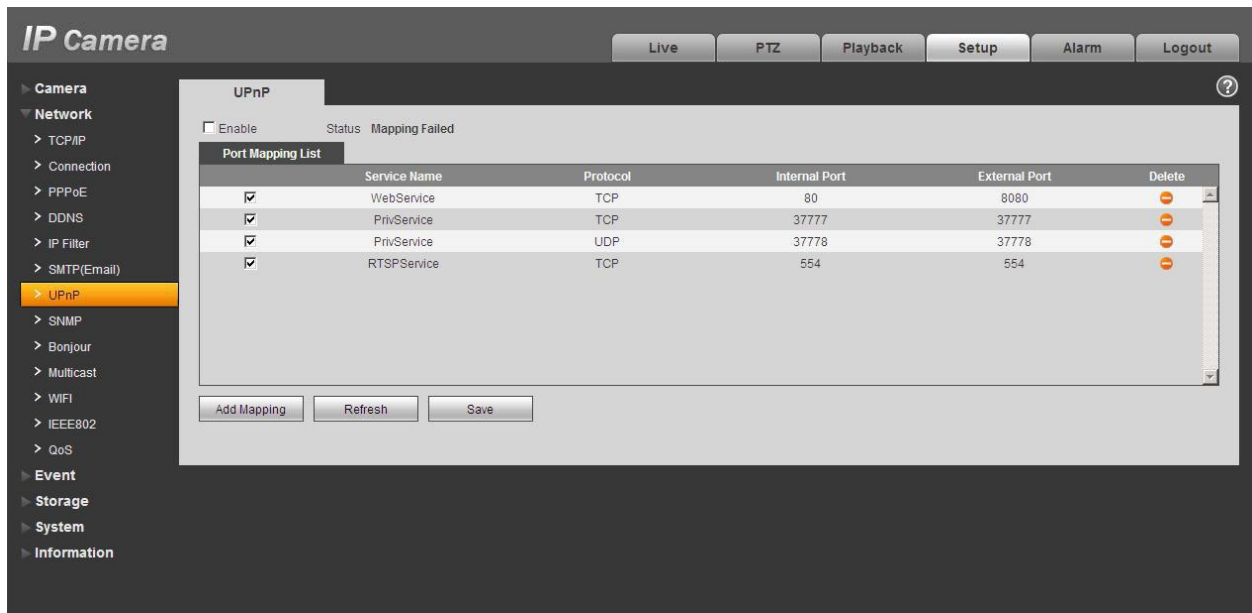 IP Camera
Live PTZ Playback Setup Alarm Logout
Camera
Network
> TCP/IP
> Connection
> PPPoE
> DDNS
> IP Filter
> SMTP(Email)
> UPnP
> SNMP
> Bonjour
> Multicast
> WIFI
> IEEE802
> QoS
Event
Storage
System
Information
UPnP
?
Enable Status Mapping Failed
Port Mapping List
Service Name Protocol Internal Port External Port Delete
WebService TCP 80 8080
PrivService TCP 37777 37777
PrivService UDP 37778 37778
RTSPService TCP 554 554
Add Mapping Refresh Save